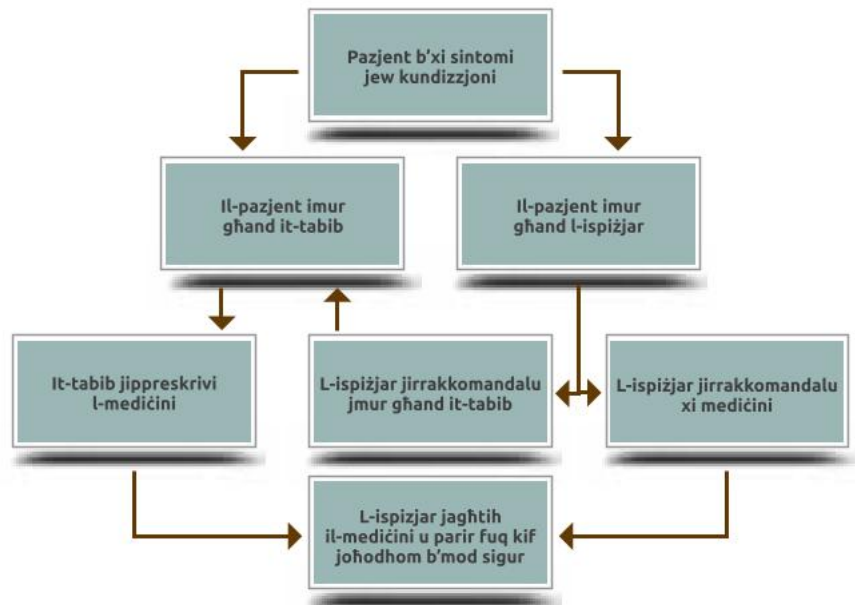 Pazjent b'xi sintomi
jew kundizzjoni
Il-pazjent imur
għand it-tabib
Il-pazjent imur
għand l-ispiżjar
It-tabib jippreskrivi
l-mediċini
L-ispiżjar jirrakkomandalu
jmur għand it-tabib
L-ispiżjar jirrakkomandalu
xi mediċini
L-ispizjar jagħtih
il-mediċini u parir fuq kif
joħodhom b'mod sigur